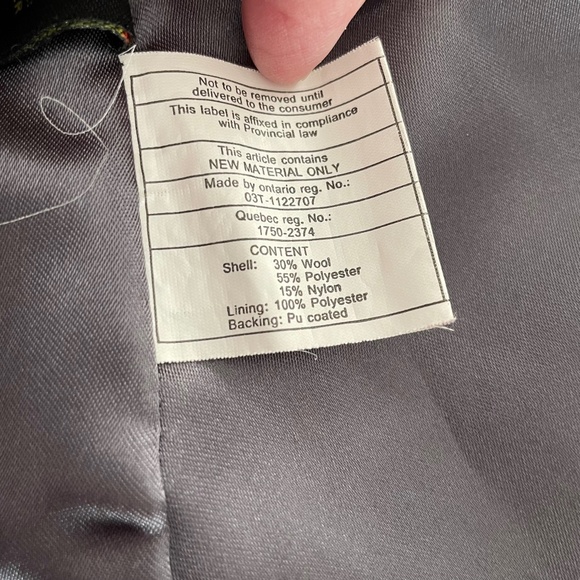 Not to be removed until
delivered to the consumer
This label is affixed in compliance
with Provincial law
This article contains
NEW MATERIAL ONLY
Made by ontario reg. No.:
03T-1122707
Quebec reg. No.:
1750-2374
CONTENT
Shell: 30% Wool
55% Polyester
15% Nylon
Lining: 100% Polyester
Backing: Pu coated